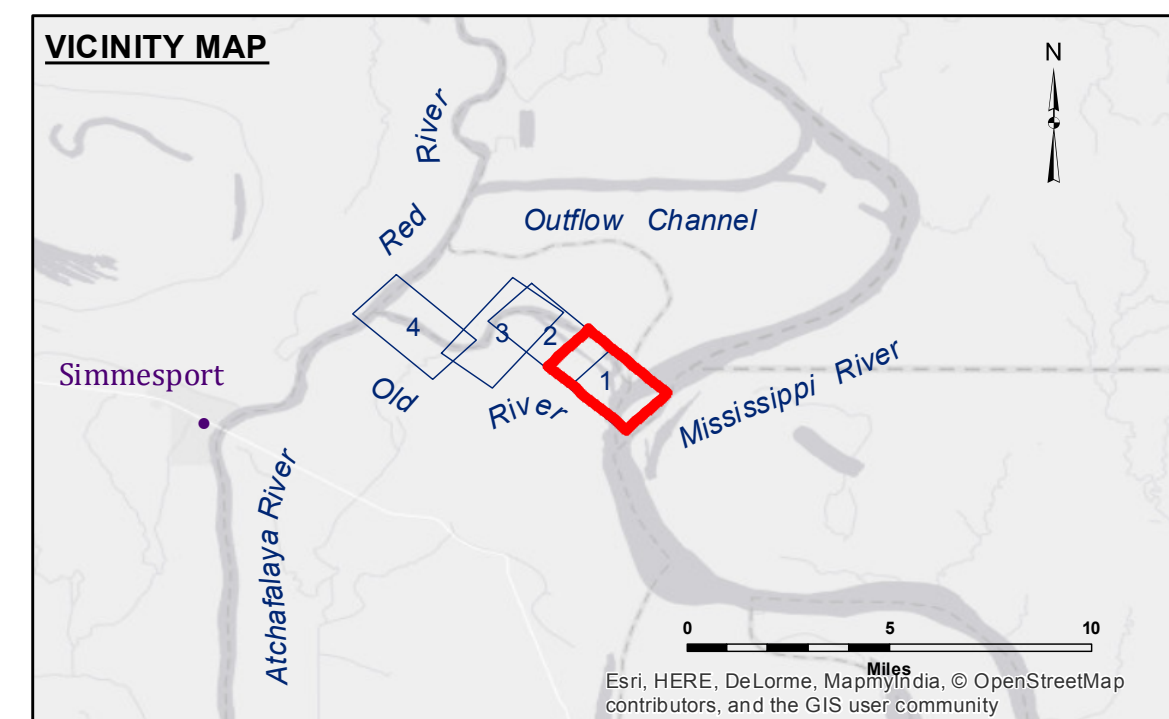 VICINITY MAP
N
Red River
Outflow Channel
4
3
2
1
Simmesport
Old River
Mississippi River
Atchafalaya River
0 5 10
Miles
Esri, HERE, DeLorme, MapmyIndia, © OpenStreetMap
contributors, and the GIS user community